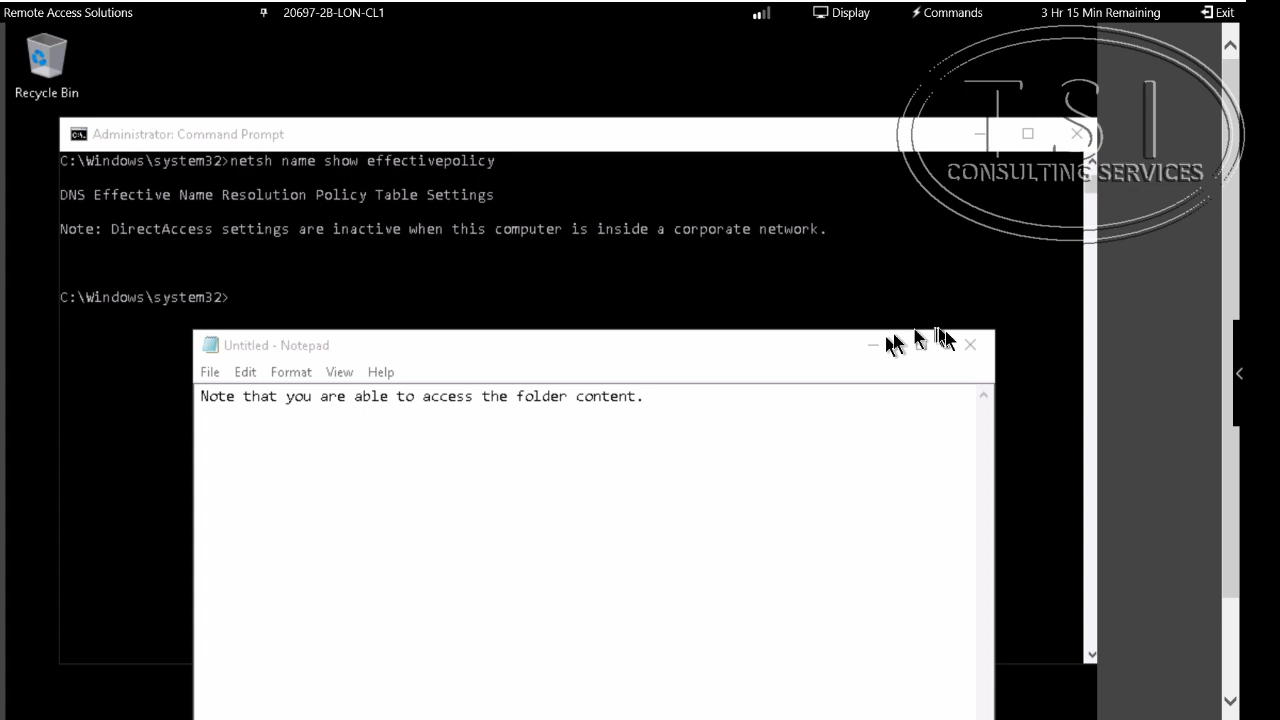 Remote Access Solutions 20697-2B-LON-CL1 Display Commands 3 Hr 15 Min Remaining Exit
Recycle Bin
T S I
CONSULTING SERVICES
Administrator: Command Prompt
C:\Windows\system32>netsh name show effectivepolicy
DNS Effective Name Resolution Policy Table Settings
Note: DirectAccess settings are inactive when this computer is inside a corporate network.
C:\Windows\system32>
Untitled - Notepad
File Edit Format View Help
Note that you are able to access the folder content.